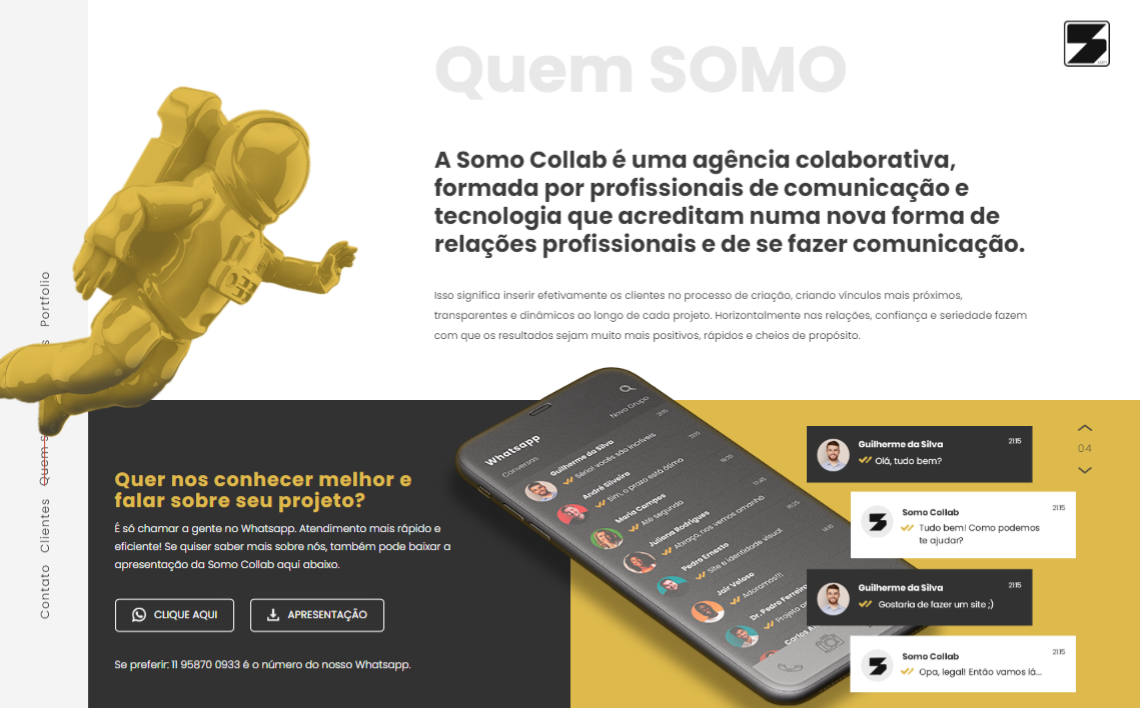 Quem SOMO
A Somo Collab é uma agência colaborativa,
formada por profissionais de comunicação e
tecnologia que acreditam numa nova forma de
relações profissionais e de se fazer comunicação.
Isso significa inserir efetivamente os clientes no processo de criação, criando vínculos mais próximos,
transparentes e dinâmicos ao longo de cada projeto. Horizontalmente nas relações, confiança e seriedade fazem
com que os resultados sejam muito mais positivos, rápidos e cheios de propósito.
Portfolio
s
Quem s
Clientes
Contato
Quer nos conhecer melhor e
falar sobre seu projeto?
É só chamar a gente no Whatsapp. Atendimento mais rápido e
eficiente! Se quiser saber mais sobre nós, também pode baixar a
apresentação da Somo Collab aqui abaixo.
CLIQUE AQUI
APRESENTAÇÃO
Se preferir: 11 95870 0933 é o número do nosso Whatsapp.
Whatsapp
Novo Grupo
Conversas
Guilherme da Silva
21:15
Sério! vocês são incríveis
André Silveira
19:15
Sim, o prazo está ótimo
Maria Campos
Até segunda
Juliana Rodrigues
Abraço, nos vemos amanhã
Pedro Ernesto
Site e identidade visual
Jair Veloso
Adoramos!!!
Dr. Pedro Ferreira
Projeto
Carlos
Guilherme da Silva
21:15
Olá, tudo bem?
Somo Collab
21:15
Tudo bem! Como podemos
te ajudar?
Guilherme da Silva
21:15
Gostaria de fazer um site ;)
Somo Collab
21:15
Opa, legal! Então vamos lá...
04